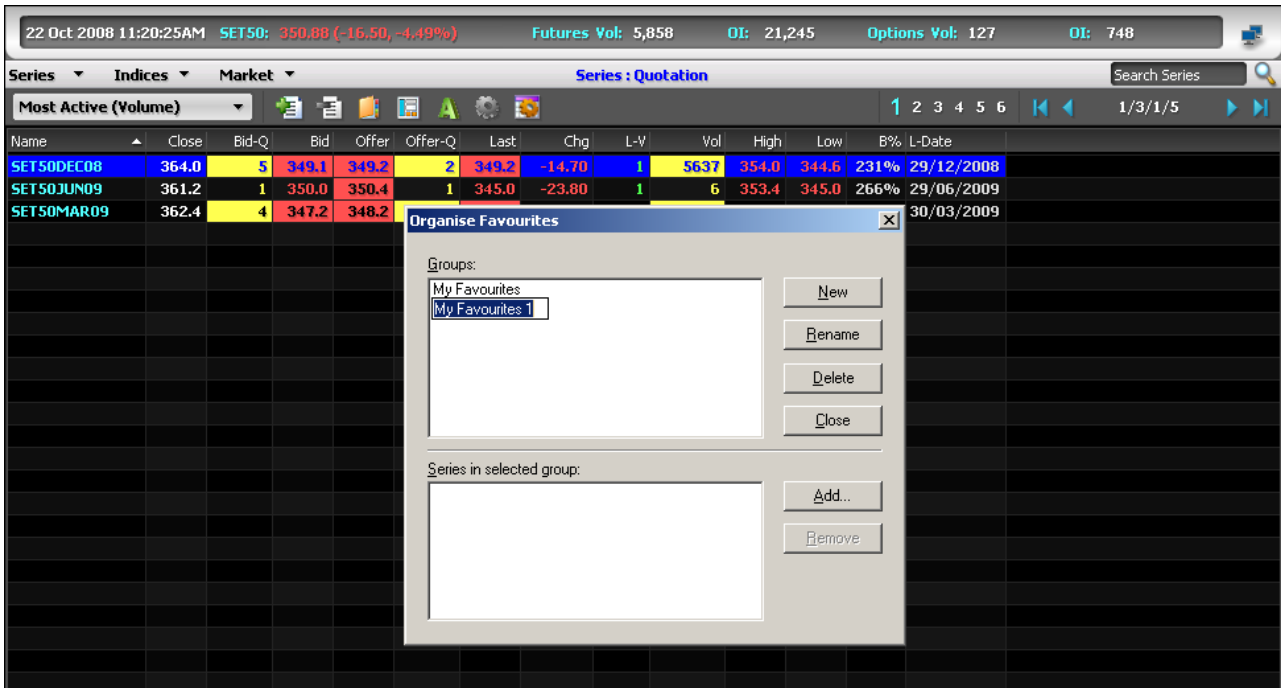 22 Oct 2008 11:20:25AM SET50: 350.88 (-16.50, -4.49%) Futures Vol: 5,858 OI: 21,245 Options Vol: 127 OI: 748
Series Indices Market Series : Quotation Search Series
Most Active (Volume) A 1 2 3 4 5 6 1/3/1/5
Name Close Bid-Q Bid Offer Offer-Q Last Chg L-V Vol High Low B% L-Date
SET50DEC08 364.0 5 349.1 349.2 2 349.2 -14.70 1 5637 354.0 344.6 231% 29/12/2008
SET50JUN09 361.2 1 350.0 350.4 1 345.0 -23.80 1 6 353.4 345.0 266% 29/06/2009
SET50MAR09 362.4 4 347.2 348.2 30/03/2009
Organise Favourites
Groups:
My Favourites
My Favourites 1
New
Rename
Delete
Close
Series in selected group:
Add...
Remove